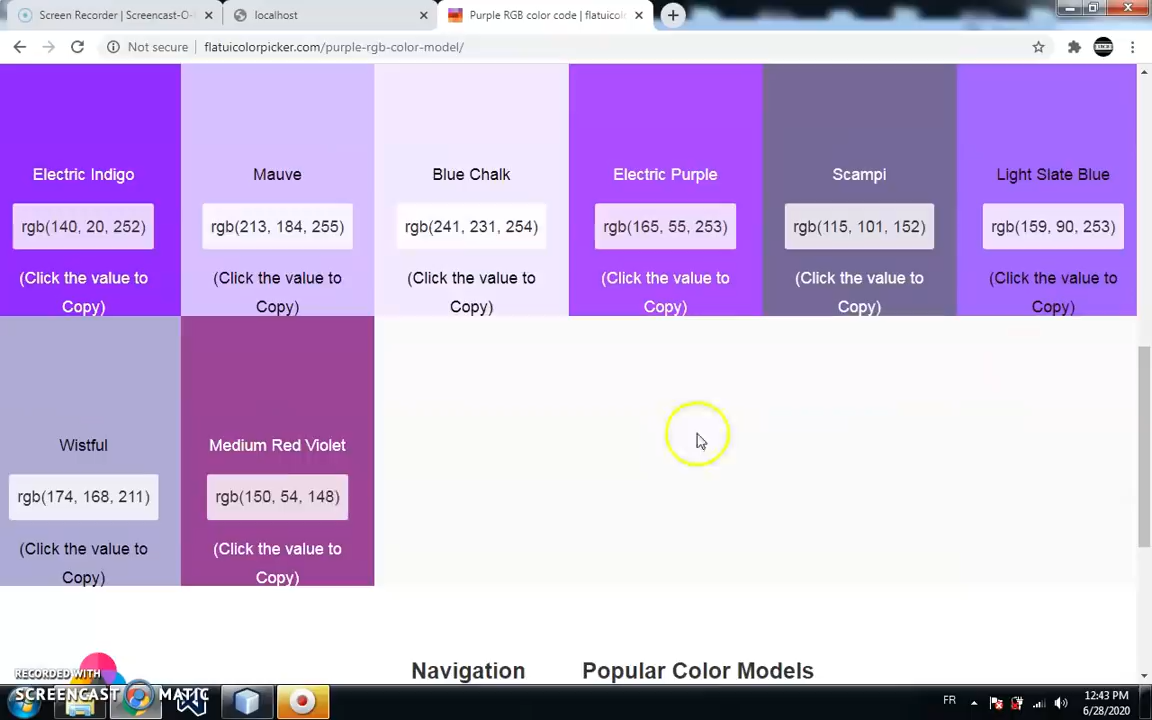 Screen Recorder | Screencast-O-
localhost
Purple RGB color code | flatuicolo
Not secure
flatuicolorpicker.com/purple-rgb-color-model/
Electric Indigo
Mauve
Blue Chalk
Electric Purple
Scampi
Light Slate Blue
rgb(140, 20, 252)
rgb(213, 184, 255)
rgb(241, 231, 254)
rgb(165, 55, 253)
rgb(115, 101, 152)
rgb(159, 90, 253)
(Click the value to
Copy)
(Click the value to
Copy)
(Click the value to
Copy)
(Click the value to
Copy)
(Click the value to
Copy)
(Click the value to
Copy)
Wistful
Medium Red Violet
rgb(174, 168, 211)
rgb(150, 54, 148)
(Click the value to
Copy)
(Click the value to
Copy)
Navigation
Popular Color Models
RECORDED WITH
SCREENCAST MATIC
FR
12:43 PM
6/28/2020